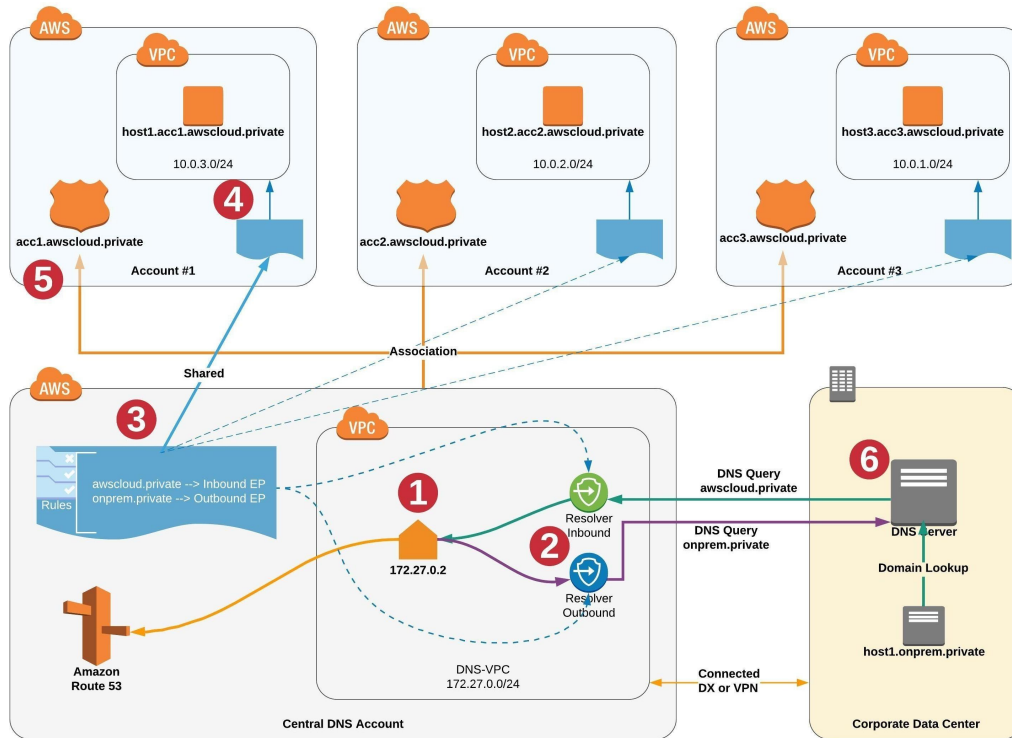 AWS
VPC
host1.acc1.awscloud.private
10.0.3.0/24
4
acc1.awscloud.private
5
Account #1
AWS
VPC
host2.acc2.awscloud.private
10.0.2.0/24
acc2.awscloud.private
Account #2
AWS
VPC
host3.acc3.awscloud.private
10.0.1.0/24
acc3.awscloud.private
Account #3
Association
Shared
AWS
3
Rules
awscloud.private --> Inbound EP
onprem.private --> Outbound EP
VPC
1
172.27.0.2
Resolver
Inbound
2
Resolver
Outbound
Amazon
Route 53
DNS-VPC
172.27.0.0/24
Central DNS Account
DNS Query
awscloud.private
DNS Query
onprem.private
Connected
DX or VPN
6
DNS Server
Domain Lookup
host1.onprem.private
Corporate Data Center